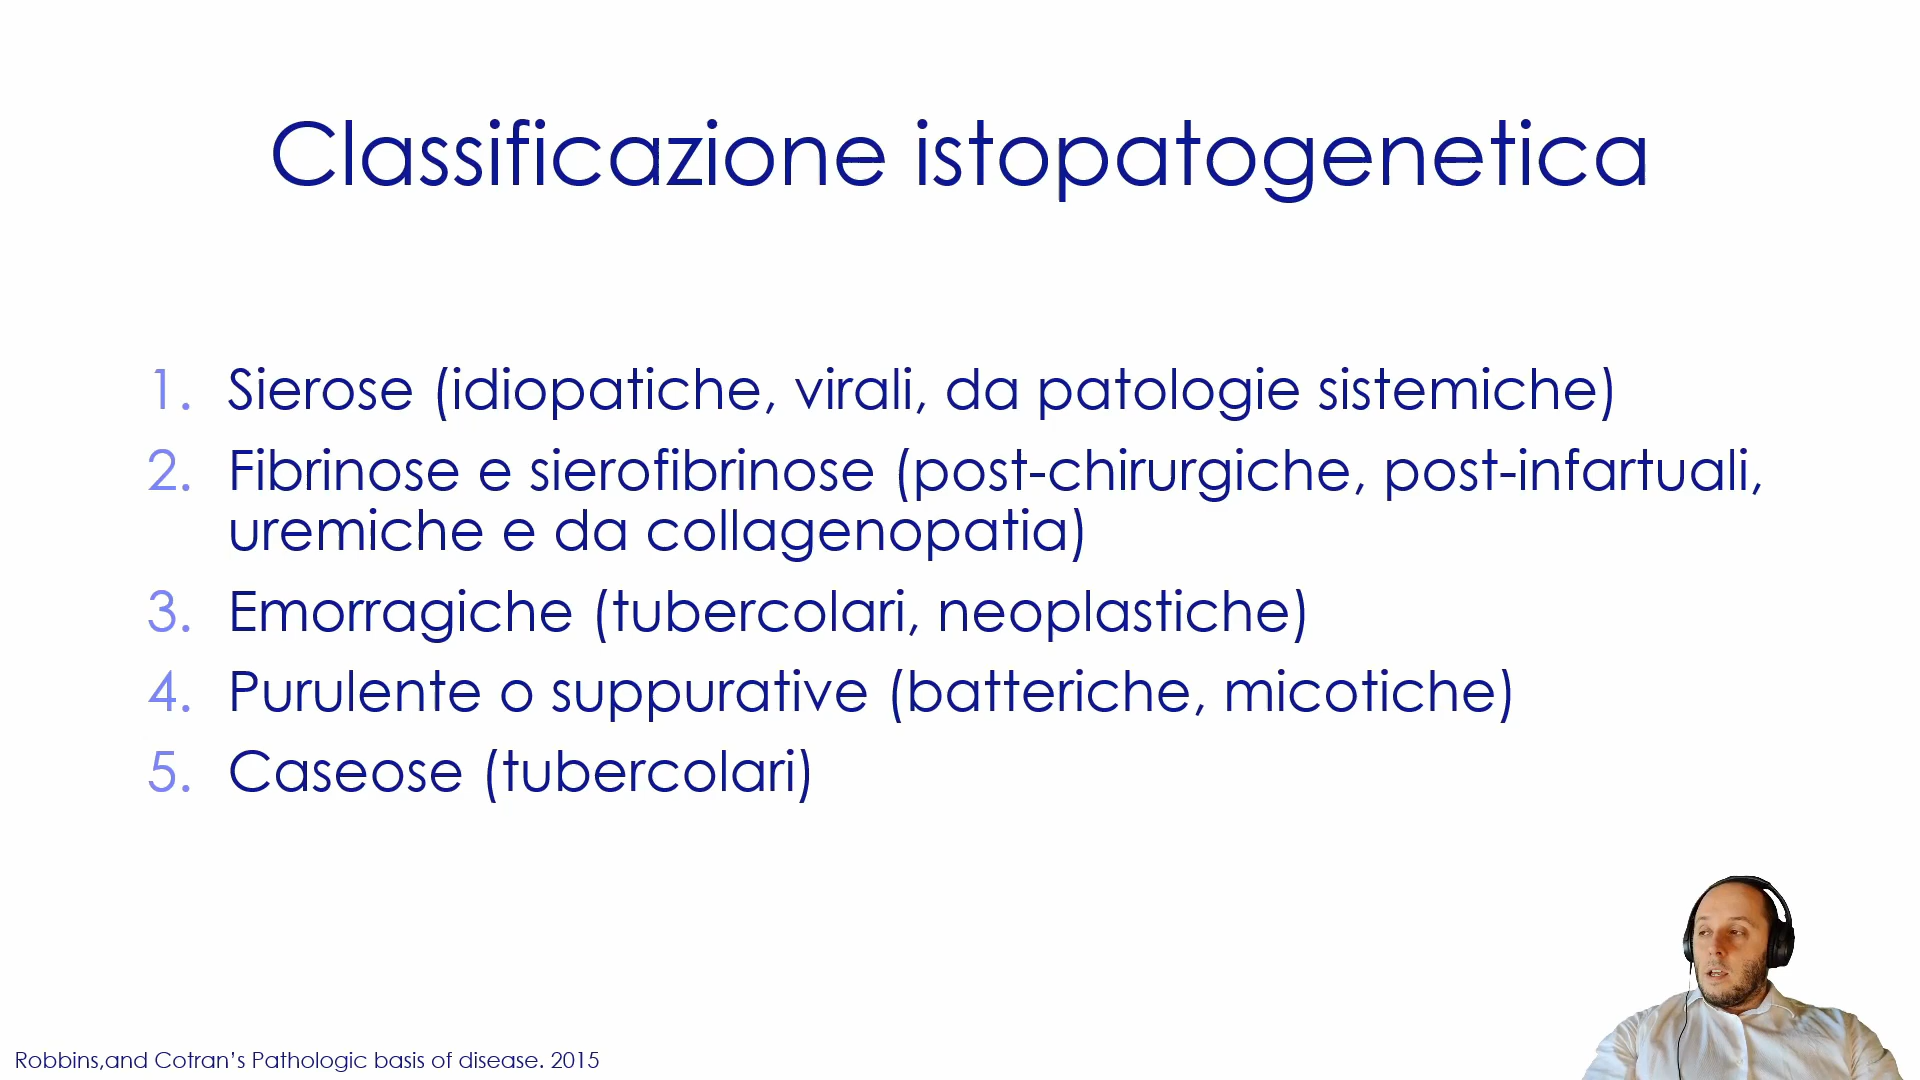 Classificazione istopatogenetica
1. Sierose (idiopatiche, virali, da patologie sistemiche)
2. Fibrinose e sierofibrinose (post-chirurgiche, post-infartuali,
uremiche e da collagenopatia)
3. Emorragiche (tubercolari, neoplastiche)
4. Purulente o suppurative (batteriche, micotiche)
5. Caseose (tubercolari)
Robbins,and Cotran’s Pathologic basis of disease. 2015